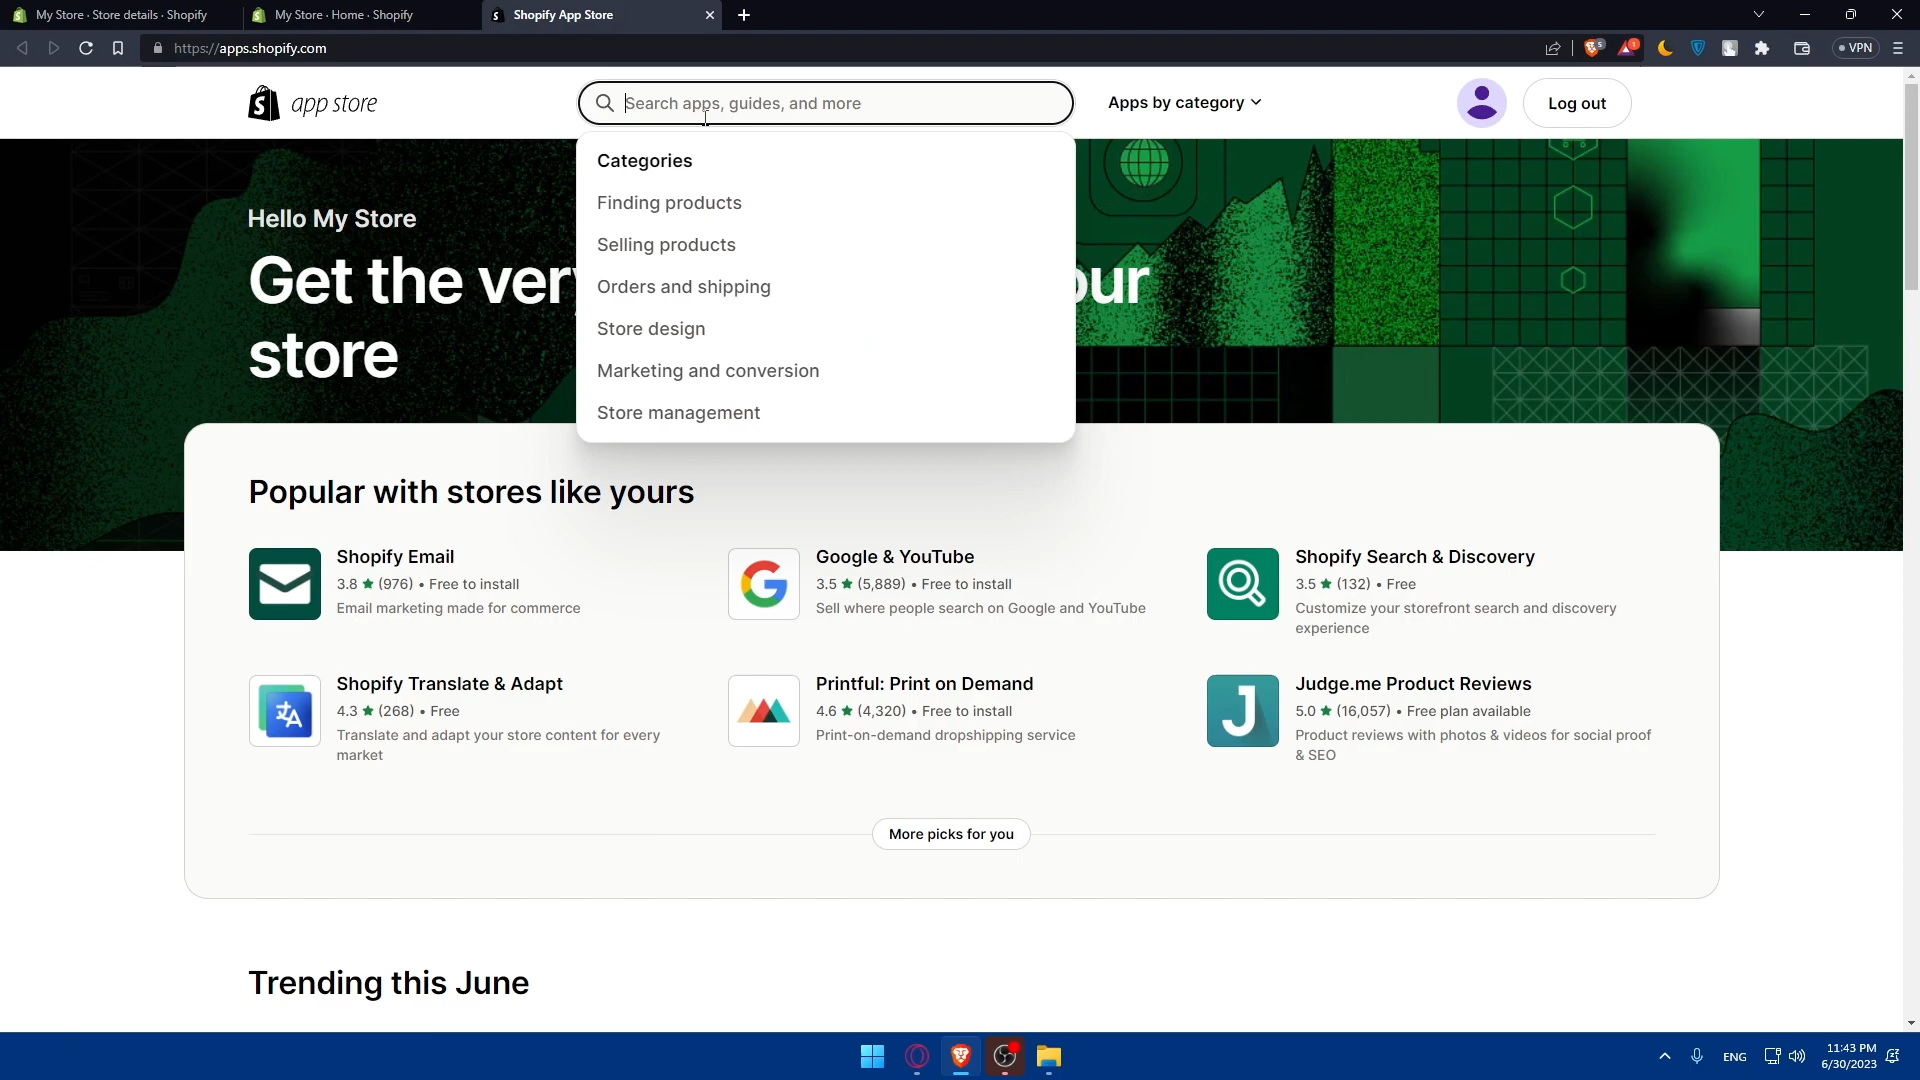 My Store · Store details · Shopify
My Store · Home · Shopify
Shopify App Store
https://apps.shopify.com
5
1
VPN
app store
Search apps, guides, and more
Apps by category
Log out
Categories
Finding products
Selling products
Orders and shipping
Store design
Marketing and conversion
Store management
Hello My Store
Get the ver our
store
Popular with stores like yours
Shopify Email
3.8 ★ (976) • Free to install
Email marketing made for commerce
Google & YouTube
3.5 ★ (5,889) • Free to install
Sell where people search on Google and YouTube
Shopify Search & Discovery
3.5 ★ (132) • Free
Customize your storefront search and discovery
experience
Shopify Translate & Adapt
4.3 ★ (268) • Free
Translate and adapt your store content for every
market
Printful: Print on Demand
4.6 ★ (4,320) • Free to install
Print-on-demand dropshipping service
Judge.me Product Reviews
5.0 ★ (16,057) • Free plan available
Product reviews with photos & videos for social proof
& SEO
More picks for you
Trending this June
ENG
11:43 PM
6/30/2023